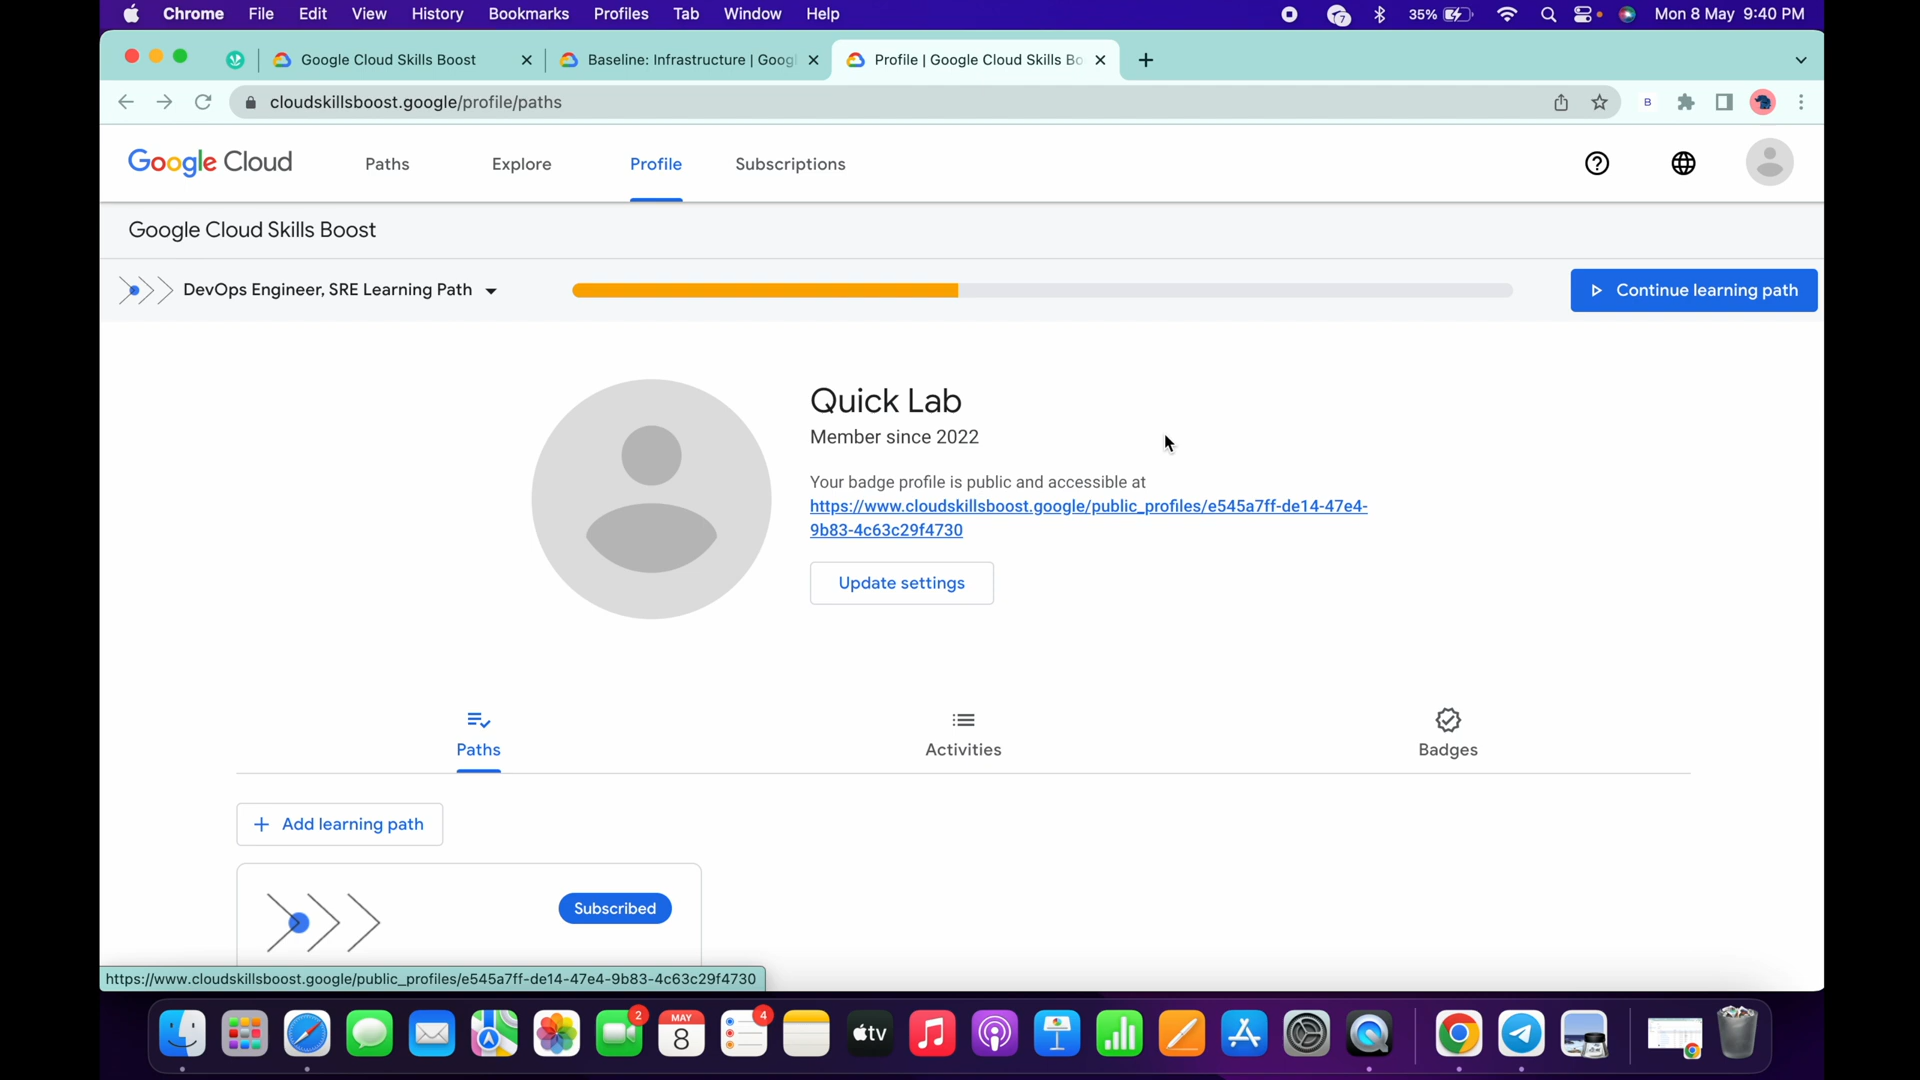 Chrome File Edit View History Bookmarks Profiles Tab Window Help 7 35% Mon 8 May 9:40 PM
Google Cloud Skills Boost Baseline: Infrastructure | Goog Profile | Google Cloud Skills Bo
cloudskillsboost.google/profile/paths B
Google Cloud Paths Explore Profile Subscriptions
Google Cloud Skills Boost
DevOps Engineer, SRE Learning Path Continue learning path
Quick Lab
Member since 2022
Your badge profile is public and accessible at
https://www.cloudskillsboost.google/public_profiles/e545a7ff-de14-47e4-
9b83-4c63c29f4730
Update settings
Paths Activities Badges
+ Add learning path
Subscribed
https://www.cloudskillsboost.google/public_profiles/e545a7ff-de14-47e4-9b83-4c63c29f4730
2 MAY 8 4 tv